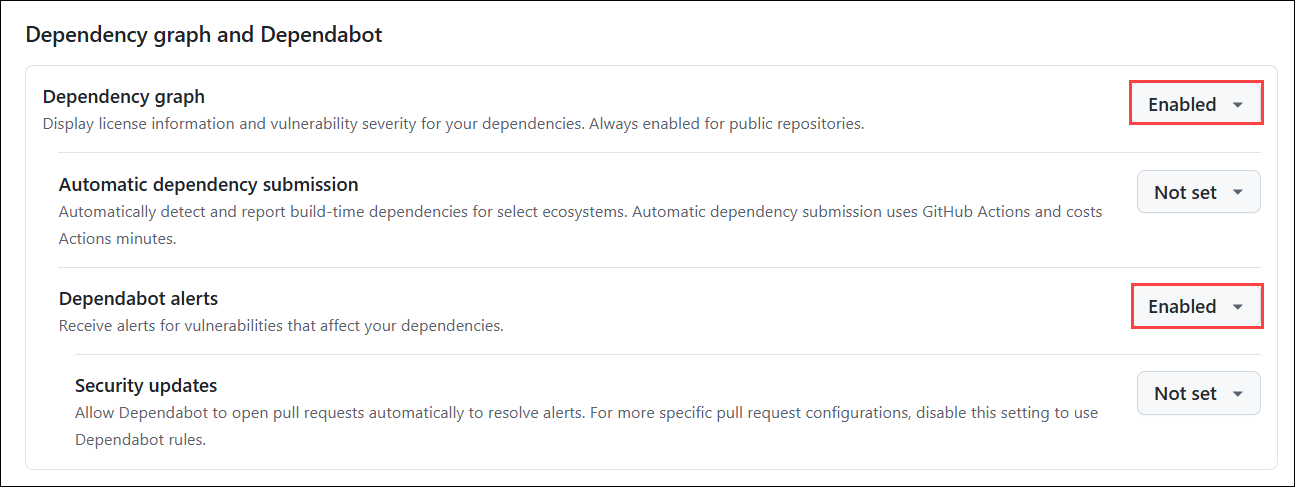 Dependency graph and Dependabot
Dependency graph
Enabled
Display license information and vulnerability severity for your dependencies. Always enabled for public repositories.
Automatic dependency submission
Not set
Automatically detect and report build-time dependencies for select ecosystems. Automatic dependency submission uses GitHub Actions and costs
Actions minutes.
Dependabot alerts
Enabled
Receive alerts for vulnerabilities that affect your dependencies.
Security updates
Not set
Allow Dependabot to open pull requests automatically to resolve alerts. For more specific pull request configurations, disable this setting to use
Dependabot rules.